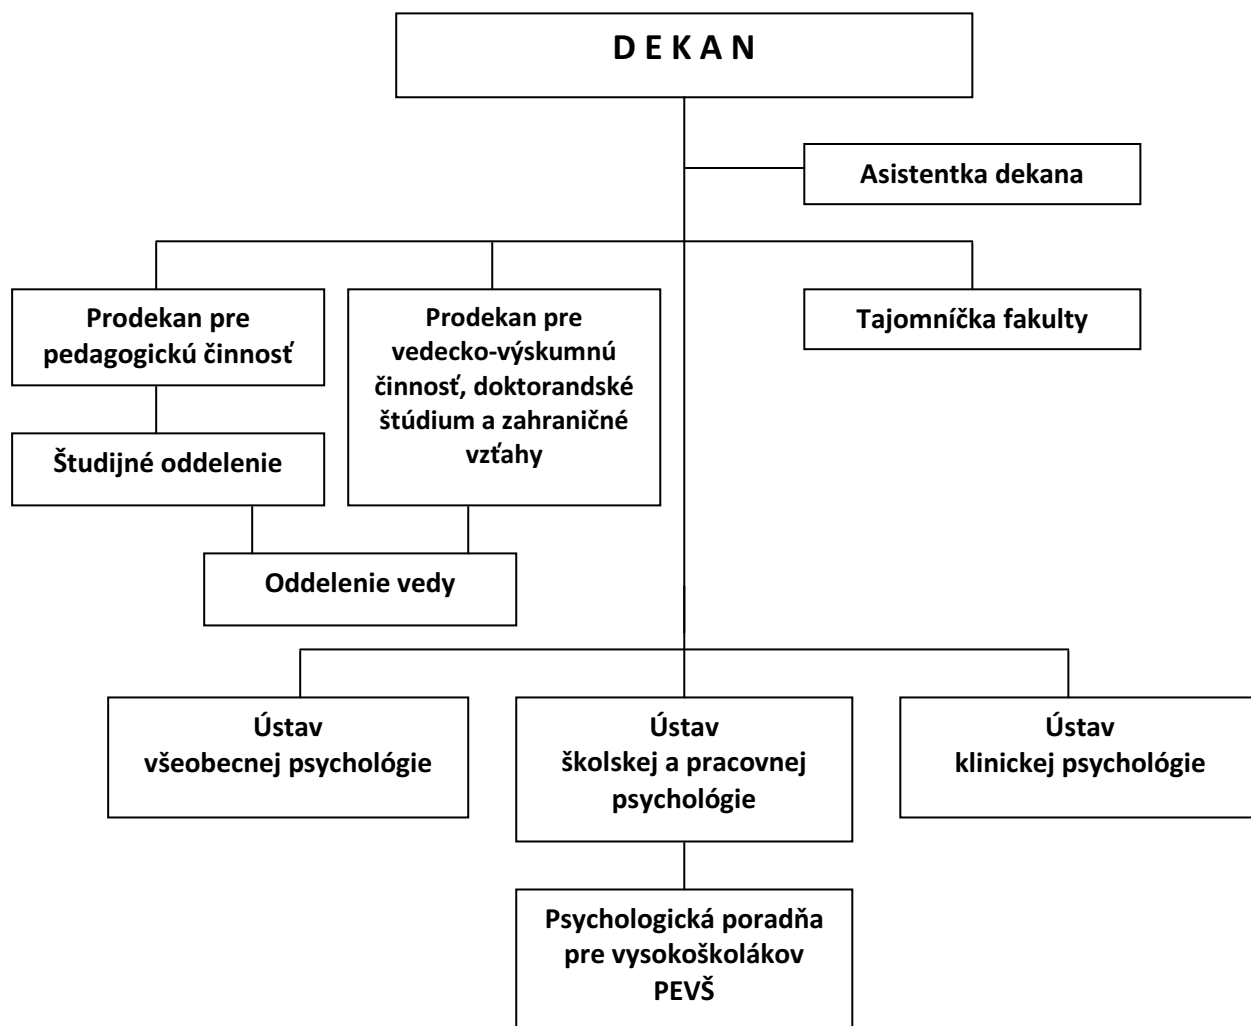 D E K A N
Asistentka dekana
Prodekan pre
pedagogickú činnosť
Prodekan pre
vedecko-výskumnú
činnosť, doktorandské
štúdium a zahraničné
vzťahy
Tajomníčka fakulty
Študijné oddelenie
Oddelenie vedy
Ústav
všeobecnej psychológie
Ústav
školskej a pracovnej
psychológie
Ústav
klinickej psychológie
Psychologická poradňa
pre vysokoškolákov
PEVŠ